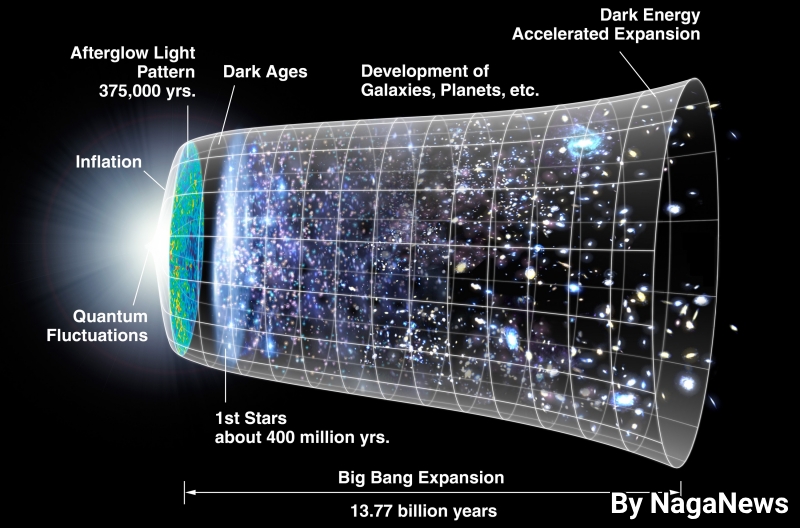 Dark Energy
Accelerated Expansion
Afterglow Light
Pattern
375,000 yrs.
Dark Ages
Development of
Galaxies, Planets, etc.
Inflation
Quantum
Fluctuations
1st Stars
about 400 million yrs.
Big Bang Expansion
13.77 billion years
By NagaNews